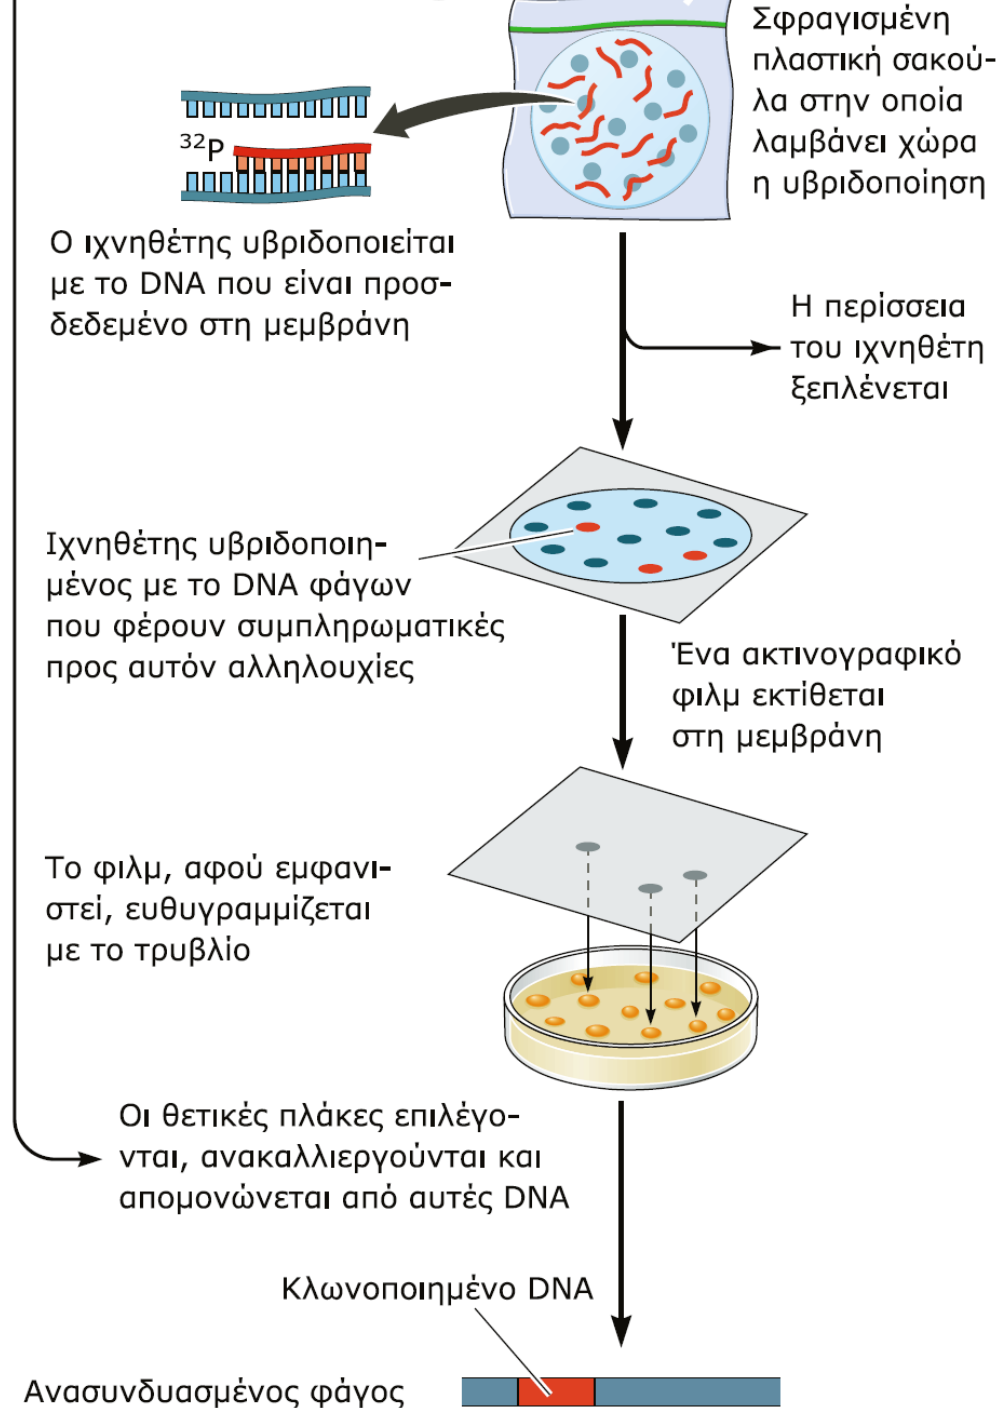 Σφραγισμένη
πλαστική σακού-
λα στην οποία
λαμβάνει χώρα
η υβριδοποίηση
32P
Ο ιχνηθέτης υβριδοποιείται
με το DNA που είναι προσ-
δεδεμένο στη μεμβράνη
Η περίσσεια
του ιχνηθέτη
ξεπλένεται
Ιχνηθέτης υβριδοποιη-
μένος με το DNA φάγων
που φέρουν συμπληρωματικές
προς αυτόν αλληλουχίες
Ένα ακτινογραφικό
φιλμ εκτίθεται
στη μεμβράνη
Το φιλμ, αφού εμφανι-
στεί, ευθυγραμμίζεται
με το τρυβλίο
Οι θετικές πλάκες επιλέγο-
νται, ανακαλλιεργούνται και
απομονώνεται από αυτές DNA
Κλωνοποιημένο DNA
Ανασυνδυασμένος φάγος